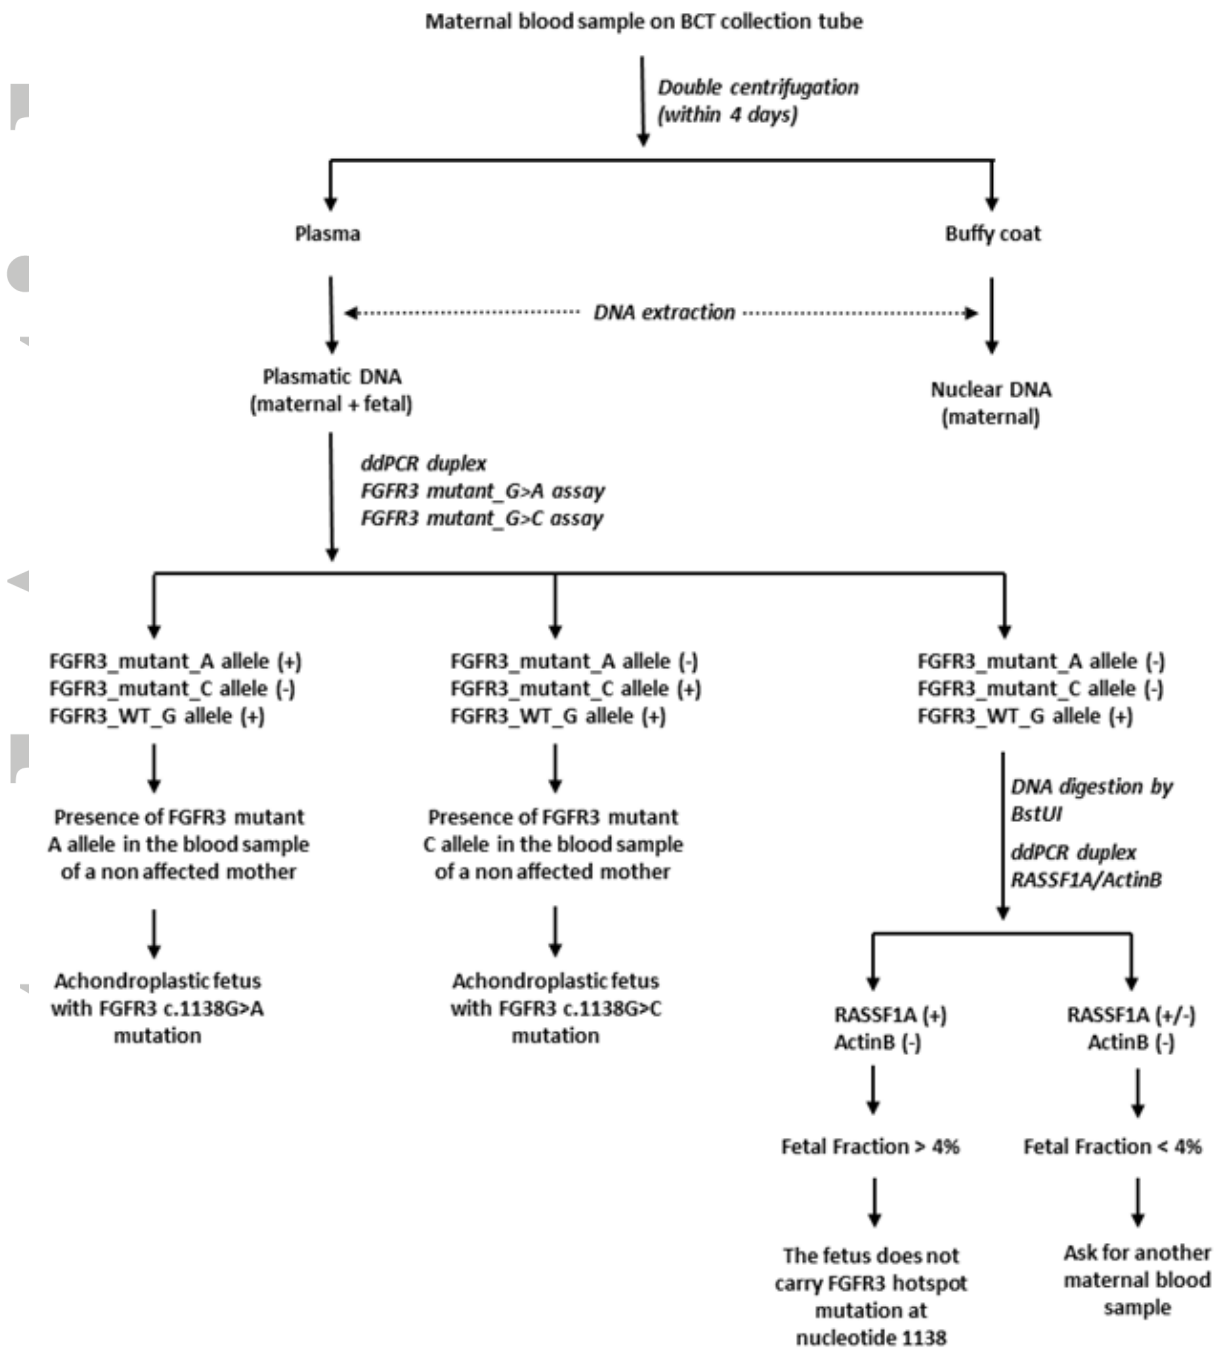 Maternal blood sample on BCT collection tube
Double centrifugation
(within 4 days)
Plasma
Buffy coat
DNA extraction
Plasmatic DNA
(maternal + fetal)
Nuclear DNA
(maternal)
ddPCR duplex
FGFR3 mutant_G>A assay
FGFR3 mutant_G>C assay
FGFR3_mutant_A allele (+)
FGFR3_mutant_C allele (-)
FGFR3_WT_G allele (+)
FGFR3_mutant_A allele (-)
FGFR3_mutant_C allele (+)
FGFR3_WT_G allele (+)
FGFR3_mutant_A allele (-)
FGFR3_mutant_C allele (-)
FGFR3_WT_G allele (+)
Presence of FGFR3 mutant
A allele in the blood sample
of a non affected mother
Presence of FGFR3 mutant
C allele in the blood sample
of a non affected mother
DNA digestion by
BstUI
ddPCR duplex
RASSF1A/ActinB
Achondroplastic fetus
with FGFR3 c.1138G>A
mutation
Achondroplastic fetus
with FGFR3 c.1138G>C
mutation
RASSF1A (+)
ActinB (-)
RASSF1A (+/-)
ActinB (-)
Fetal Fraction > 4%
Fetal Fraction < 4%
The fetus does not
carry FGFR3 hotspot
mutation at
nucleotide 1138
Ask for another
maternal blood
sample